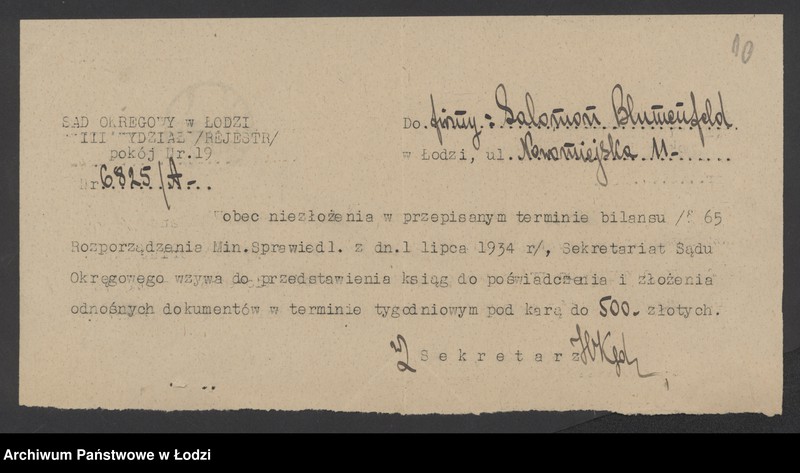 10
SĄD OKRĘGOWY w ŁODZI
III WYDZIAŁ /REJESTR/
pokój Nr.19
Nr 6825/A-..
Do firmy: Salomon Blumenfeld
w Łodzi, ul. Nowomiejska 11-
Wobec niezłożenia w przepisanym terminie bilansu /§ 65
Rozporządzenia Min.Sprawiedl. z dn.1 lipca 1934 r/, Sekretariat Sądu
Okręgowego wzywa do przedstawienia ksiąg do poświadczenia i złożenia
odnośnych dokumentów w terminie tygodniowym pod karą do 500.- złotych.
Sekretarz
Archiwum Państwowe w Łodzi